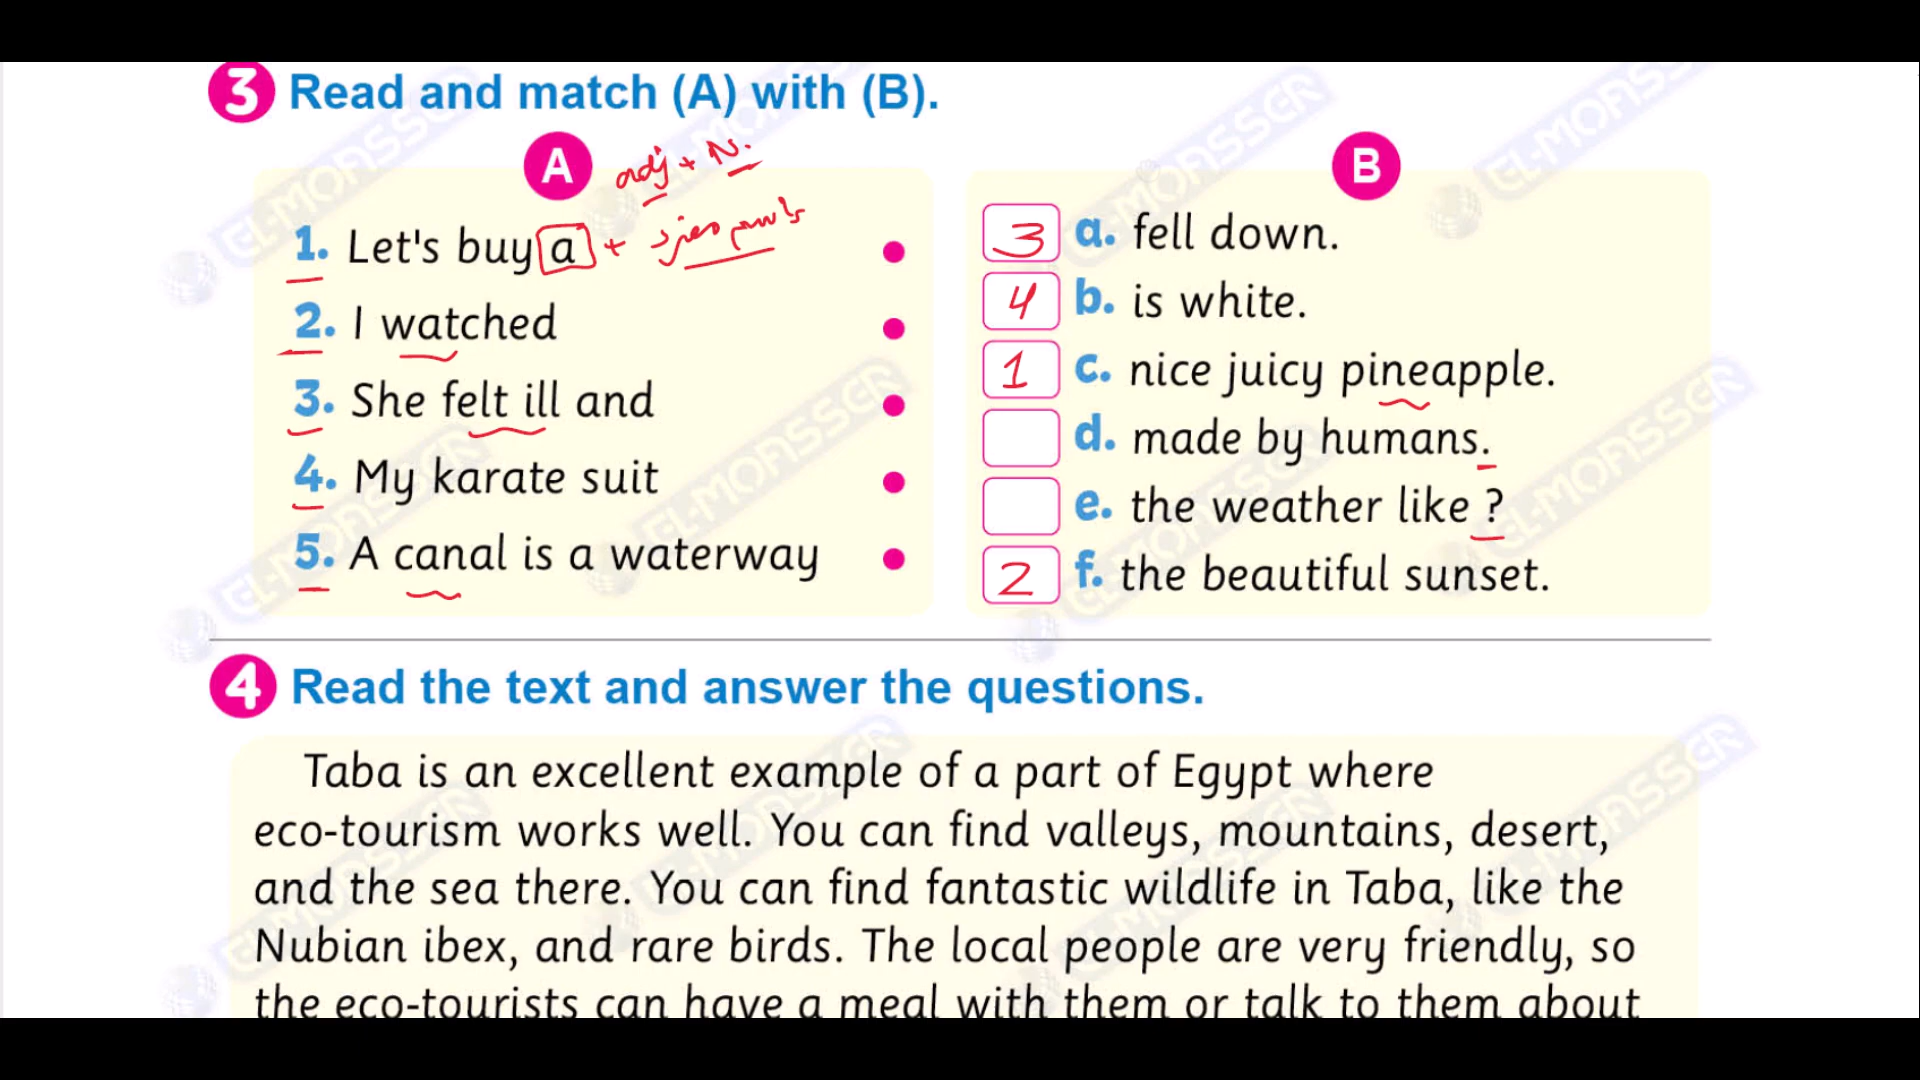 3 Read and match (A) with (B).
A
adj + N.
B
1. Let's buy a +
2. I watched
3. She felt ill and
4. My karate suit
5. A canal is a waterway
3 a. fell down.
4 b. is white.
1 c. nice juicy pineapple.
d. made by humans.
e. the weather like ?
2 f. the beautiful sunset.
4 Read the text and answer the questions.
Taba is an excellent example of a part of Egypt where
eco-tourism works well. You can find valleys, mountains, desert,
and the sea there. You can find fantastic wildlife in Taba, like the
Nubian ibex, and rare birds. The local people are very friendly, so
the eco-tourists can have a meal with them or talk to them about
EL-MOASSER